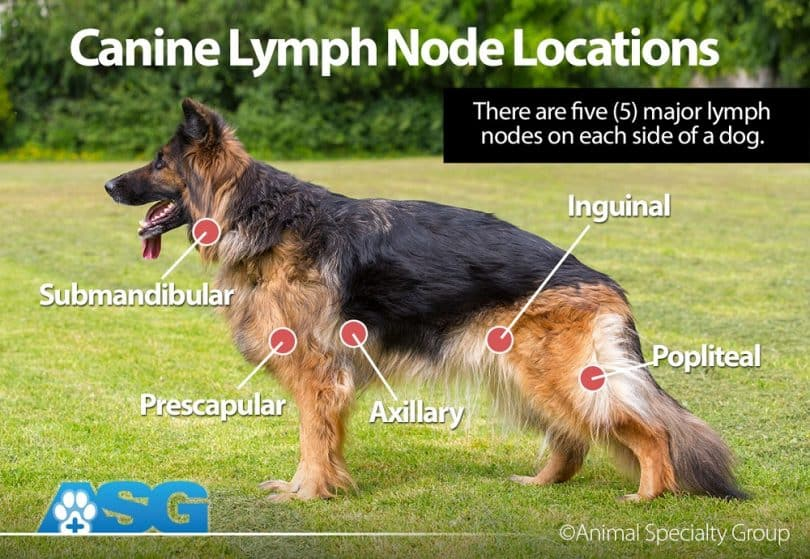 Canine Lymph Node Locations
There are five (5) major lymph
nodes on each side of a dog.
Inguinal
Submandibular
Popliteal
Prescapular
Axillary
ASG
©Animal Specialty Group